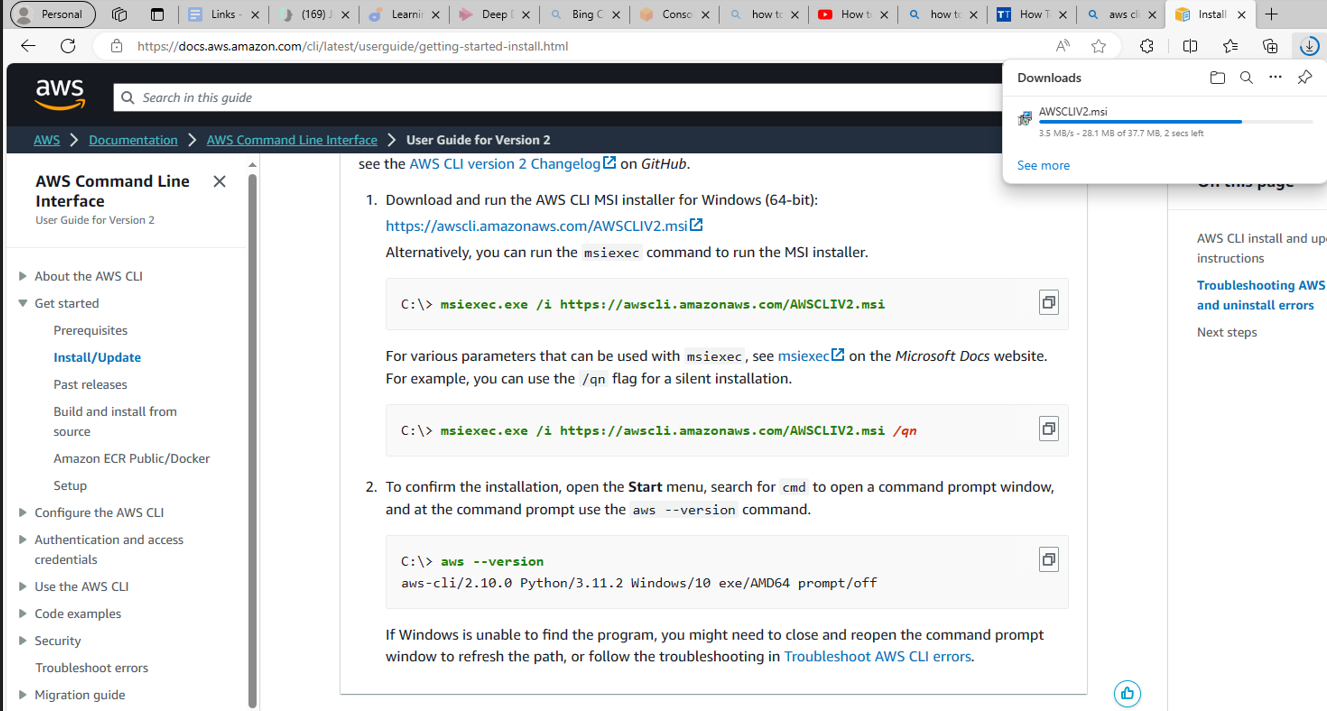 Personal
Links -
(169) J
Learnin
Deep D
Bing C
Conso
how to
How to
how to
How To
aws cli
Install
https://docs.aws.amazon.com/cli/latest/userguide/getting-started-install.html
Downloads
AWSCLIV2.msi
3.5 MB/s - 28.1 MB of 37.7 MB, 2 secs left
See more
aws
Search in this guide
AWS > Documentation > AWS Command Line Interface > User Guide for Version 2
AWS Command Line
Interface
User Guide for Version 2
About the AWS CLI
Get started
Prerequisites
Install/Update
Past releases
Build and install from
source
Amazon ECR Public/Docker
Setup
Configure the AWS CLI
Authentication and access
credentials
Use the AWS CLI
Code examples
Security
Troubleshoot errors
Migration guide
see the AWS CLI version 2 Changelog on GitHub.
1. Download and run the AWS CLI MSI installer for Windows (64-bit):
https://awscli.amazonaws.com/AWSCLIV2.msi
Alternatively, you can run the msiexec command to run the MSI installer.
C:\> msiexec.exe /i https://awscli.amazonaws.com/AWSCLIV2.msi
For various parameters that can be used with msiexec, see msiexec on the Microsoft Docs website.
For example, you can use the /qn flag for a silent installation.
C:\> msiexec.exe /i https://awscli.amazonaws.com/AWSCLIV2.msi /qn
2. To confirm the installation, open the Start menu, search for cmd to open a command prompt window,
and at the command prompt use the aws --version command.
C:\> aws --version
aws-cli/2.10.0 Python/3.11.2 Windows/10 exe/AMD64 prompt/off
If Windows is unable to find the program, you might need to close and reopen the command prompt
window to refresh the path, or follow the troubleshooting in Troubleshoot AWS CLI errors.
On this page
AWS CLI install and up
instructions
Troubleshooting AWS
and uninstall errors
Next steps